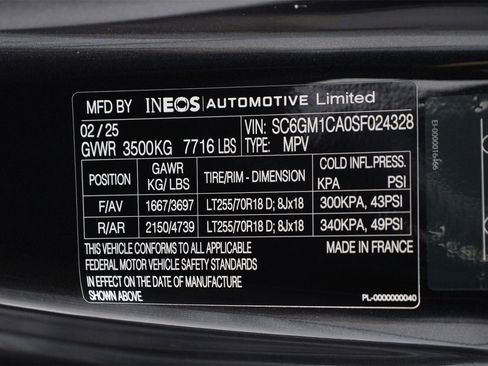 MFD BY INEOS AUTOMOTIVE Limited
02/25 VIN: SC6GM1CA0SF024328
GVWR 3500KG 7716 LBS TYPE: MPV
POSITION GAWR KG/ LBS TIRE/RIM - DIMENSION COLD INFL.PRESS. KPA PSI
F/AV 1667/3697 LT255/70R18 D; 8Jx18 300KPA, 43PSI
R/AR 2150/4739 LT255/70R18 D; 8Jx18 340KPA, 49PSI
THIS VEHICLE CONFORMS TO ALL APPLICABLE MADE IN FRANCE
FEDERAL MOTOR VEHICLE SAFETY STANDARDS
IN EFFECT ON THE DATE OF MANUFACTURE
SHOWN ABOVE. PL-0000000040
EI-0000016466